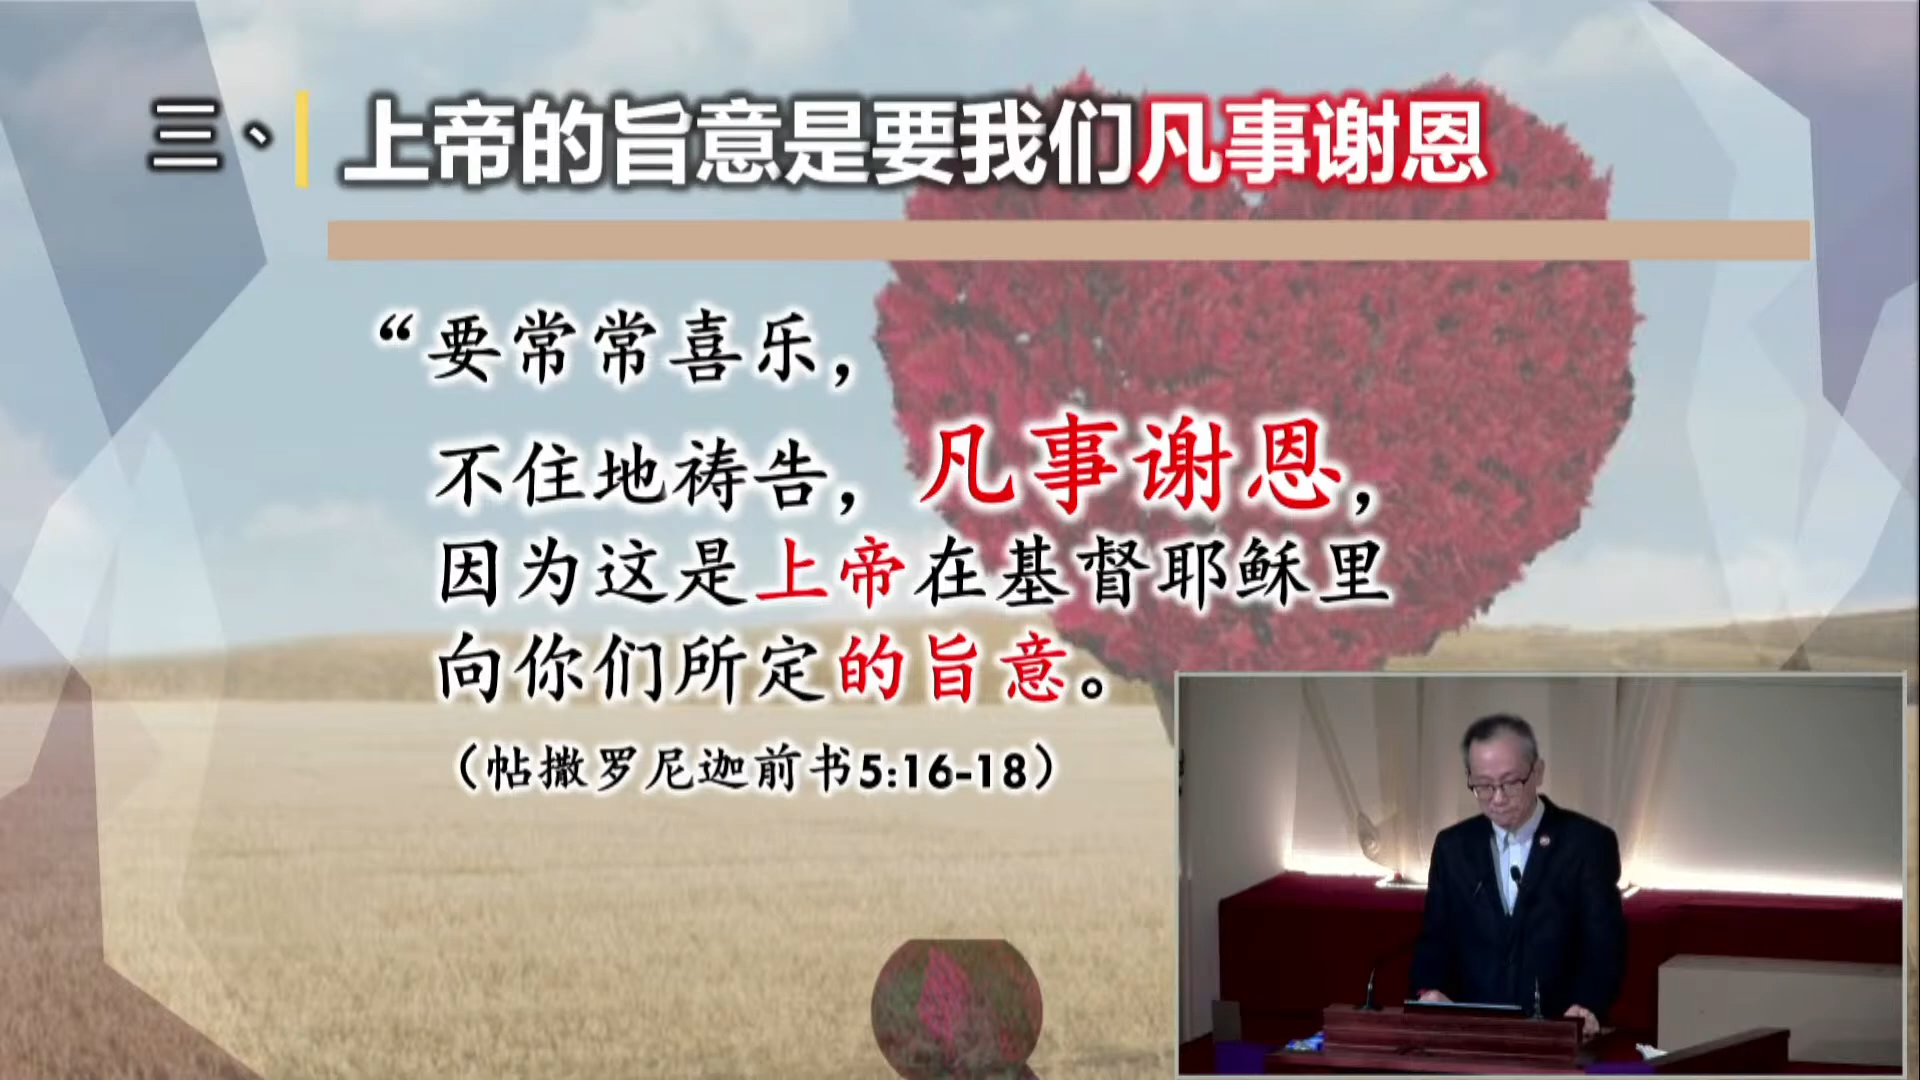 三、上帝的旨意是要我们凡事谢恩
“要常常喜乐，
不住地祷告，凡事谢恩，
因为这是上帝在基督耶稣里
向你们所定的旨意。
（帖撒罗尼迦前书5:16-18）